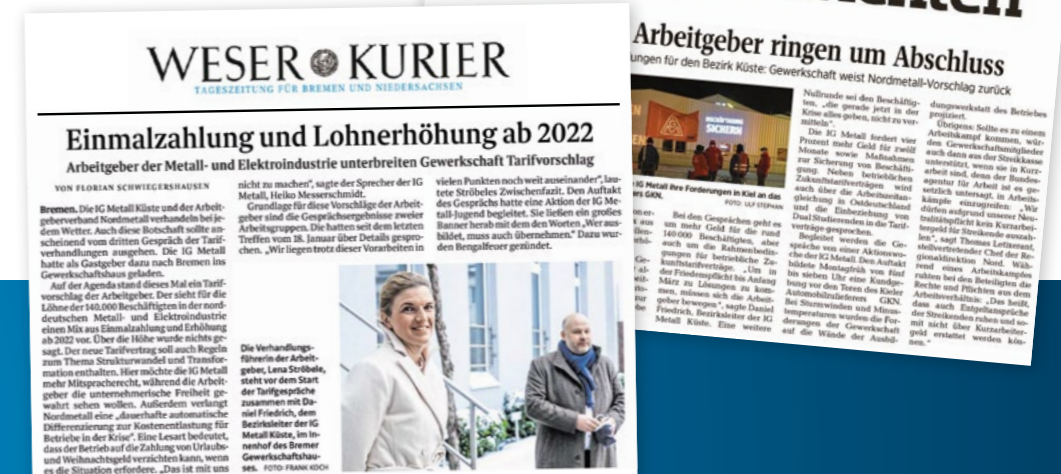 WESER KURIER
TAGESZEITUNG FÜR BREMEN UND NIEDERSACHSEN
Einmalzahlung und Lohnerhöhung ab 2022
Arbeitgeber der Metall- und Elektroindustrie unterbreiten Gewerkschaft Tarifvorschlag
VON FLORIAN SCHWIEGERSHAUSEN
Bremen. Die IG Metall Küste und der Arbeit-
geberverband Nordmetall verhandeln bei je-
dem Wetter. Auch diese Botschaft sollte an-
scheinend vom dritten Gespräch der Tarif-
verhandlungen ausgehen. Die IG Metall
hatte als Gastgeber dazu nach Bremen ins
Gewerkschaftshaus geladen.
Auf der Agenda stand dieses Mal ein Tarif-
vorschlag der Arbeitgeber. Der sieht für die
Löhne der 140.000 Beschäftigten in der nord-
deutschen Metall- und Elektroindustrie
einen Mix aus Einmalzahlung und Erhöhung
ab 2022 vor. Über die Höhe wurde nichts ge-
sagt. Der neue Tarifvertrag soll auch Regeln
zum Thema Strukturwandel und Transfor-
mation enthalten. Hier möchte die IG Metall
mehr Mitspracherecht, während die Arbeit-
geber die unternehmerische Freiheit ge-
wahrt sehen wollen. Außerdem verlangt
Nordmetall eine „dauerhafte automatische
Differenzierung zur Kostenentlastung für
Betriebe in der Krise“. Eine Lesart bedeutet,
dass der Betrieb auf die Zahlung von Urlaubs-
und Weihnachtsgeld verzichten kann, wenn
es die Situation erfordere. „Das ist mit uns
nicht zu machen“, sagte der Sprecher der IG
Metall, Heiko Messerschmidt.
Grundlage für diese Vorschläge der Arbeit-
geber sind die Gesprächsergebnisse zweier
Arbeitsgruppen. Die hatten seit dem letzten
Treffen vom 18. Januar über Details gespro-
chen. „Wir liegen trotz dieser Vorarbeiten in
vielen Punkten noch weit auseinander“, lau-
tete Ströbeles Zwischenfazit. Den Auftakt
des Gesprächs hatte eine Aktion der IG Me-
tall-Jugend begleitet. Sie ließen ein großes
Banner herab mit dem den Worten „Wer aus-
bildet, muss auch übernehmen.“ Dazu wur-
den Bengalfeuer gezündet.
Die Verhandlungs-
führerin der Arbeit-
geber, Lena Ströbele,
steht vor dem Start
der Tarifgespräche
zusammen mit Da-
niel Friedrich, dem
Bezirksleiter der IG
Metall Küste, im In-
nenhof des Bremer
Gewerkschaftshau-
ses. FOTO: FRANK KOCH
Arbeitgeber ringen um Abschluss
ungen für den Bezirk Küste: Gewerkschaft weist Nordmetall-Vorschlag zurück
SICHERN
IG Metall ihre Forderungen in Kiel an das
GKN. FOTO: ULF STEPHAN
Bei den Gesprächen geht es
um mehr Geld für die rund
140 000 Beschäftigten, aber
auch um die Rahmenbedin-
gungen für betriebliche Zu-
kunftstarifverträge. „Um in
der Friedenspflicht bis Anfang
März zu Lösungen zu kom-
men, müssen sich die Arbeit-
geber bewegen“, sagte Daniel
Friedrich, Bezirksleiter der IG
Metall Küste. Eine weitere
Nullrunde sei den Beschäftig-
ten, „die gerade jetzt in der
Krise alles geben, nicht zu ver-
mitteln“.
Die IG Metall fordert vier
Prozent mehr Geld für zwölf
Monate sowie Maßnahmen
zur Sicherung von Beschäfti-
gung. Neben betrieblichen
Zukunftstarifverträgen wird
auch über die Arbeitszeitan-
gleichung in Ostdeutschland
und die Einbeziehung von
Dual Studierenden in die Tarif-
verträge gesprochen.
Begleitet werden die Ge-
spräche von einer Aktionswo-
che der IG Metall. Den Auftakt
bildete Montagfrüh von fünf
bis sieben Uhr eine Kundge-
bung vor den Toren des Kieler
Automobilzulieferers GKN.
Bei Sturmwinden und Minus-
temperaturen wurden die For-
derungen der Gewerkschaft
auf die Wände der Ausbil-
dungswerkstatt des Betriebes
projiziert.
Übrigens: Sollte es zu einem
Arbeitskampf kommen, wür-
den Gewerkschaftsmitglieder
auch dann aus der Streikkasse
unterstützt, wenn sie in Kurz-
arbeit sind, denn der Bundes-
agentur für Arbeit ist es ge-
setzlich untersagt, in Arbeits-
kämpfe einzugreifen: „Wir
dürfen aufgrund unserer Neu-
tralitätspflicht kein Kurzarbei-
tergeld für Streikende auszah-
len“, sagt Thomas Letixerant,
stellvertretender Chef der Re-
gionaldirektion Nord. Wäh-
rend eines Arbeitskampfes
ruhen bei den Beteiligten die
Rechte und Pflichten aus dem
Arbeitsverhältnis: „Das heißt,
dass auch Entgeltansprüche
der Streikenden ruhen und so-
mit nicht über Kurzarbeiter-
geld erstattet werden kön-
nen.“